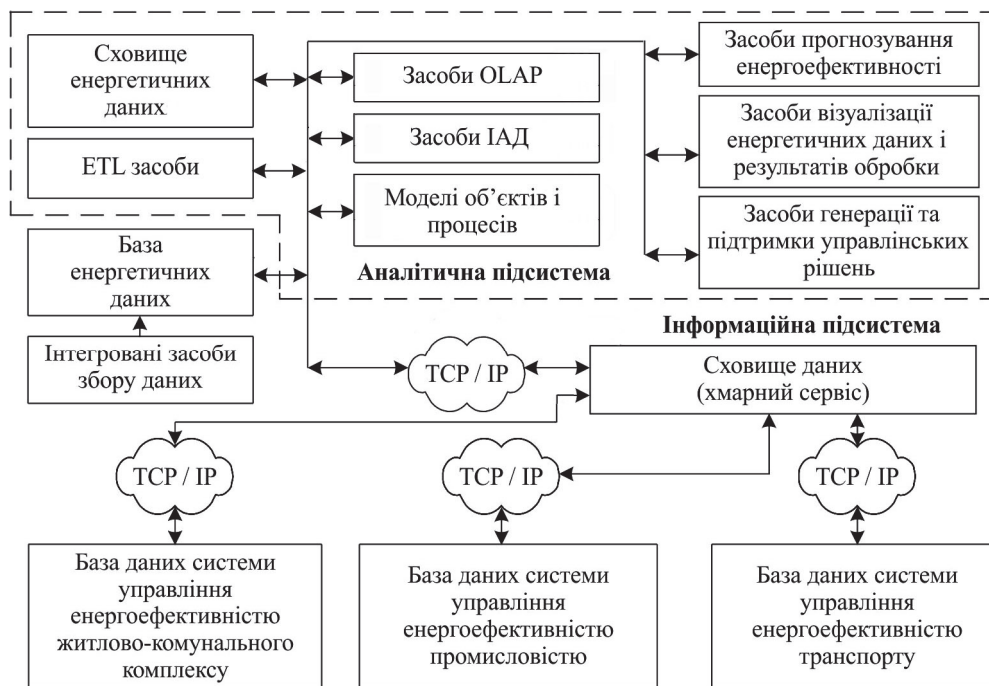 Сховище
енергетичних
даних
ETL засоби
База
енергетичних
даних
Інтегровані засоби
збору даних
Засоби OLAP
Засоби ІАД
Моделі об’єктів і
процесів
Аналітична підсистема
Засоби прогнозування
енергоефективності
Засоби візуалізації
енергетичних даних і
результатів обробки
Засоби генерації та
підтримки управлінських
рішень
Інформаційна підсистема
TCP / IP
Сховище даних
(хмарний сервіс)
TCP / IP
TCP / IP
TCP / IP
База даних системи
управління
енергоефективністю
житлово-комунального
комплексу
База даних системи
управління
енергоефективністю
промисловістю
База даних системи
управління
енергоефективністю
транспорту